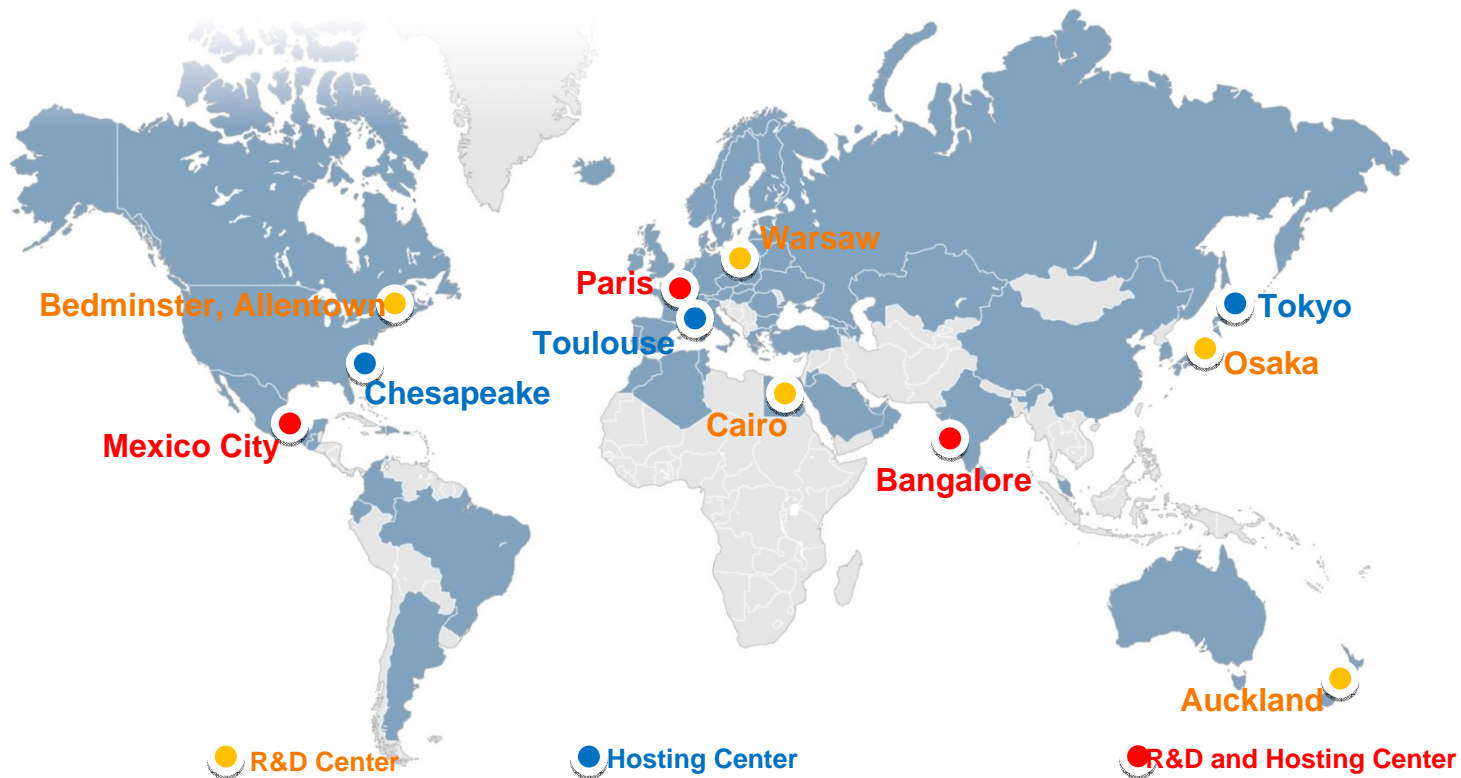 Warsaw
Paris
Bedminster, Allentown
Tokyo
Toulouse
Osaka
Chesapeake
Cairo
Mexico City
Bangalore
Auckland
R&D Center
Hosting Center
R&D and Hosting Center